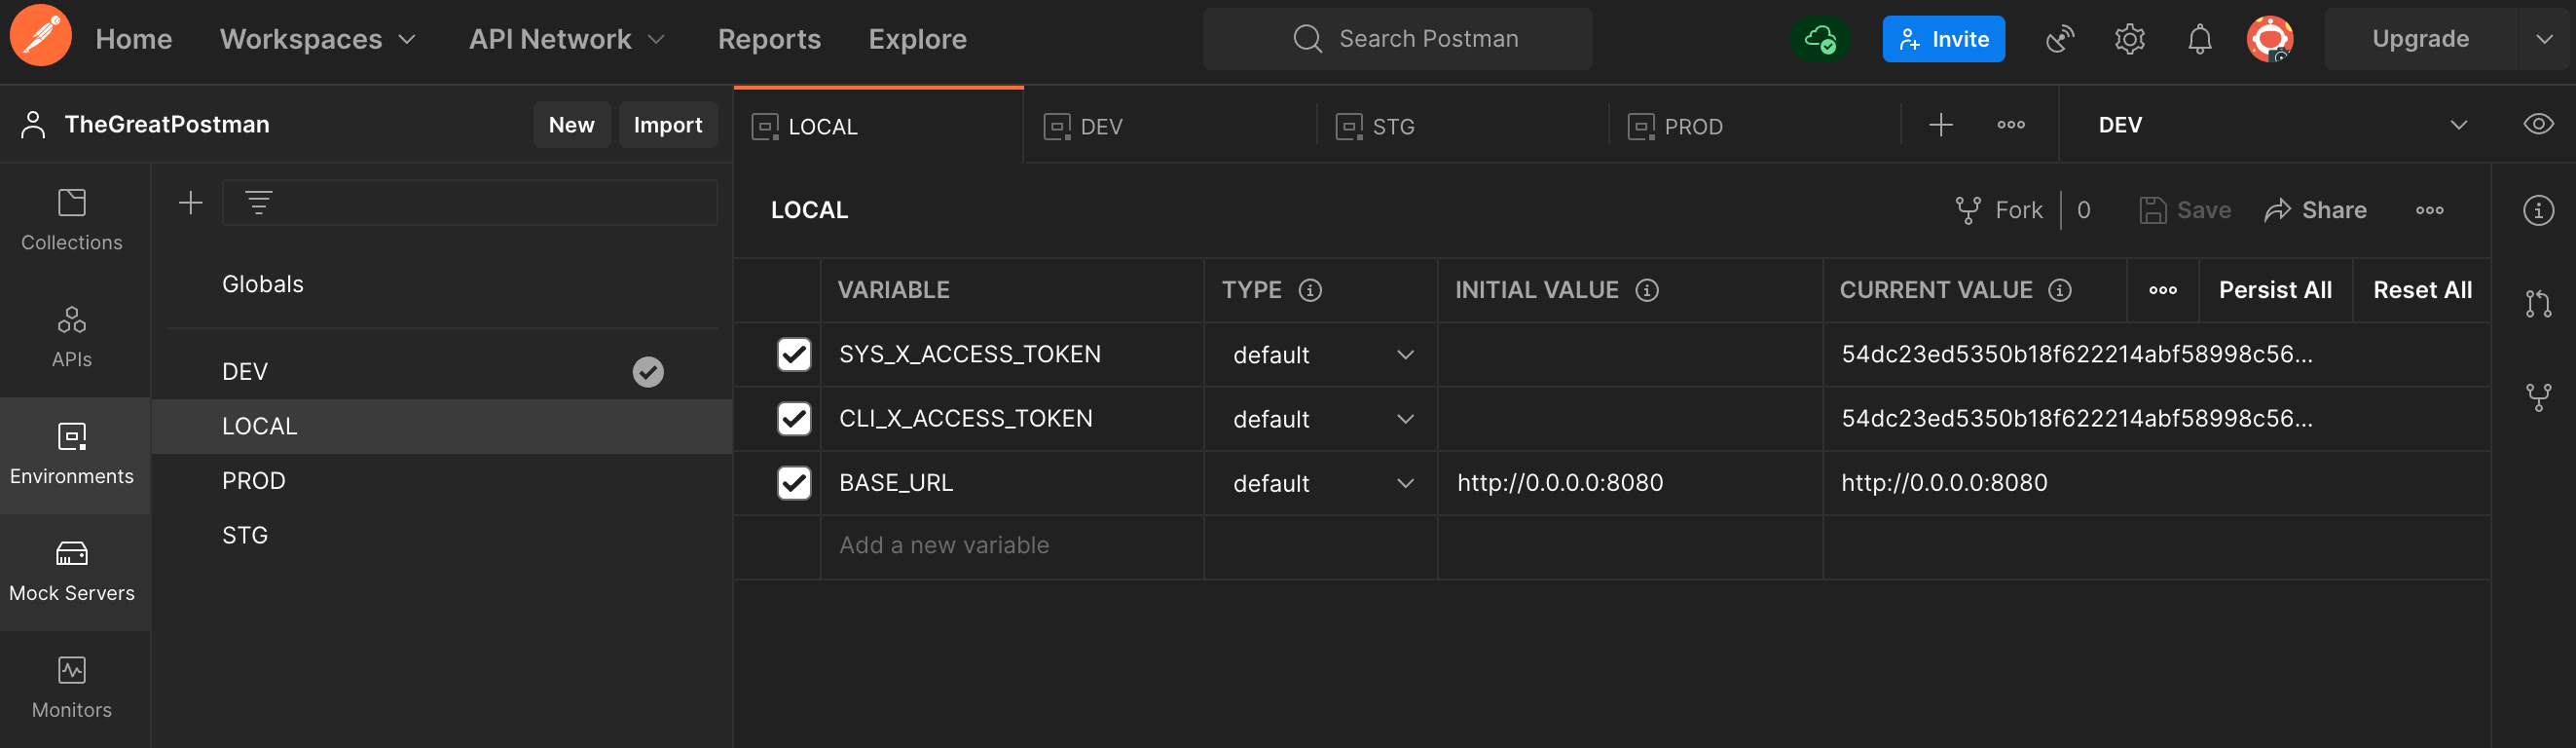 Home Workspaces API Network Reports Explore Search Postman Invite Upgrade
TheGreatPostman New Import LOCAL DEV STG PROD DEV
Collections
APIs
Environments
Mock Servers
Monitors
Globals
DEV
LOCAL
PROD
STG
LOCAL Fork 0 Save Share
VARIABLE TYPE INITIAL VALUE CURRENT VALUE Persist All Reset All
SYS_X_ACCESS_TOKEN default 54dc23ed5350b18f622214abf58998c56...
CLI_X_ACCESS_TOKEN default 54dc23ed5350b18f622214abf58998c56...
BASE_URL default http://0.0.0.0:8080 http://0.0.0.0:8080
Add a new variable